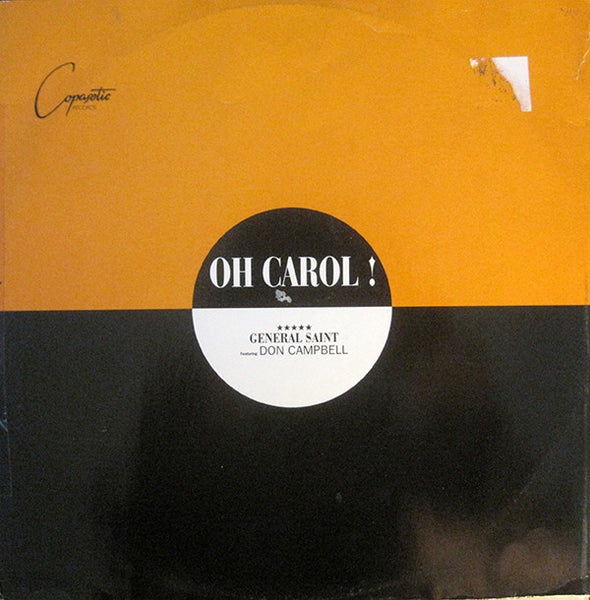 Copasetic
RECORDS
OH CAROL !
★★★★★
GENERAL SAINT
Featuring DON CAMPBELL